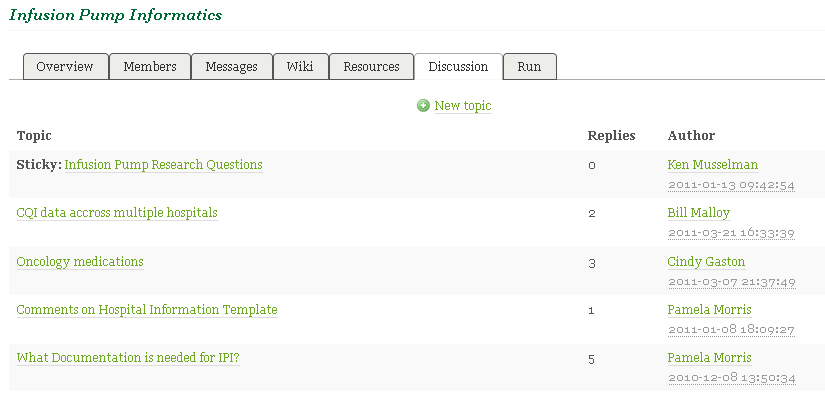 Infusion Pump Informatics
Overview Members Messages Wiki Resources Discussion Run
New topic
Topic Replies Author
Sticky: Infusion Pump Research Questions 0 Ken Musselman
2011-01-13 09:42:54
CQI data accross multiple hospitals 2 Bill Malloy
2011-03-21 16:33:39
Oncology medications 3 Cindy Gaston
2011-03-07 21:37:49
Comments on Hospital Information Template 1 Pamela Morris
2011-01-08 18:09:27
What Documentation is needed for IPI? 5 Pamela Morris
2010-12-08 13:50:34